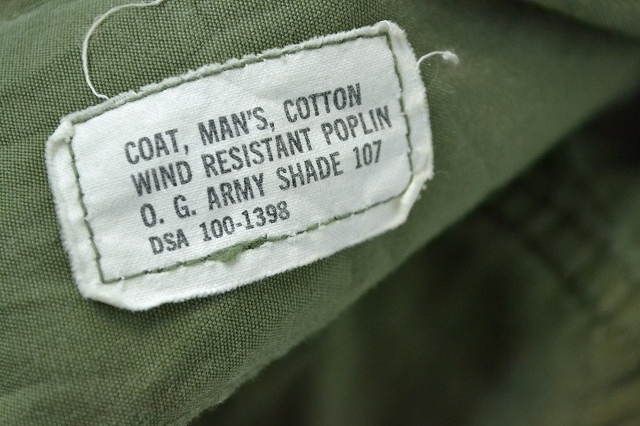 COAT, MAN'S, COTTON
WIND RESISTANT POPLIN
O. G. ARMY SHADE 107
DSA 100-1398